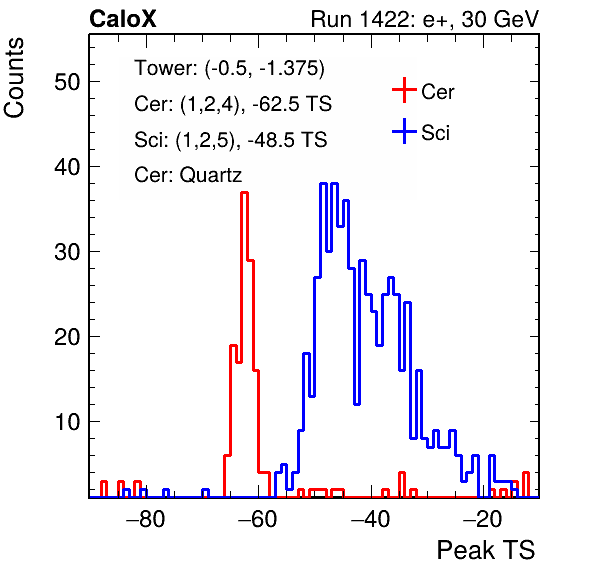 CaloX Run 1422: e+, 30 GeV
Counts
Tower: (-0.5, -1.375)
Cer: (1,2,4), -62.5 TS
Sci: (1,2,5), -48.5 TS
Cer: Quartz
Cer
Sci
50
40
30
20
10
−80 −60 −40 −20
Peak TS